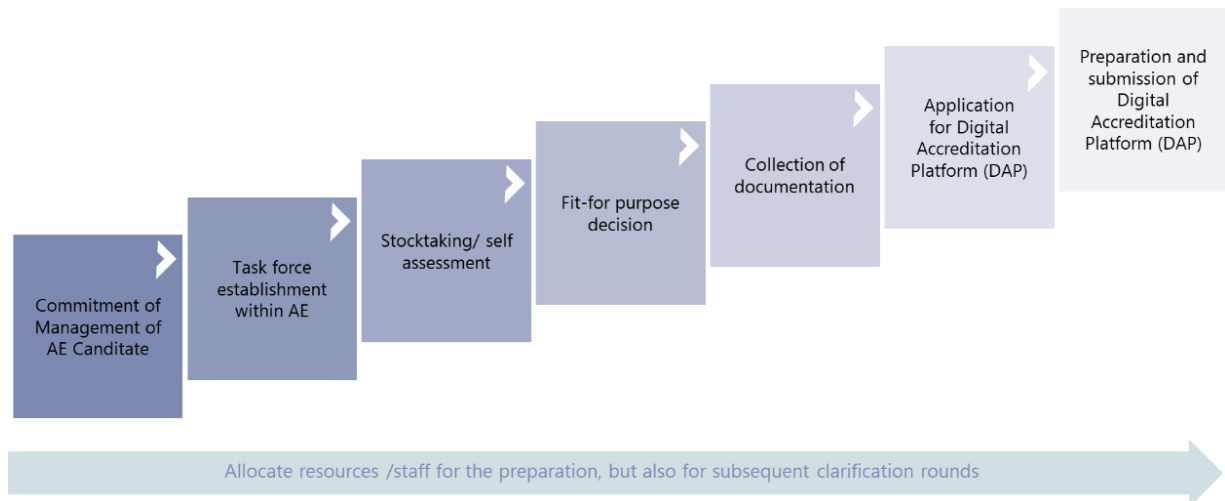 Commitment of
Management of
AE Canditate
Task force
establishment
within AE
Stocktaking/ self
assessment
Fit-for purpose
decision
Collection of
documentation
Application
for Digital
Accreditation
Platform (DAP)
Preparation and
submission of
Digital
Accreditation
Platform (DAP)
Allocate resources /staff for the preparation, but also for subsequent clarification rounds